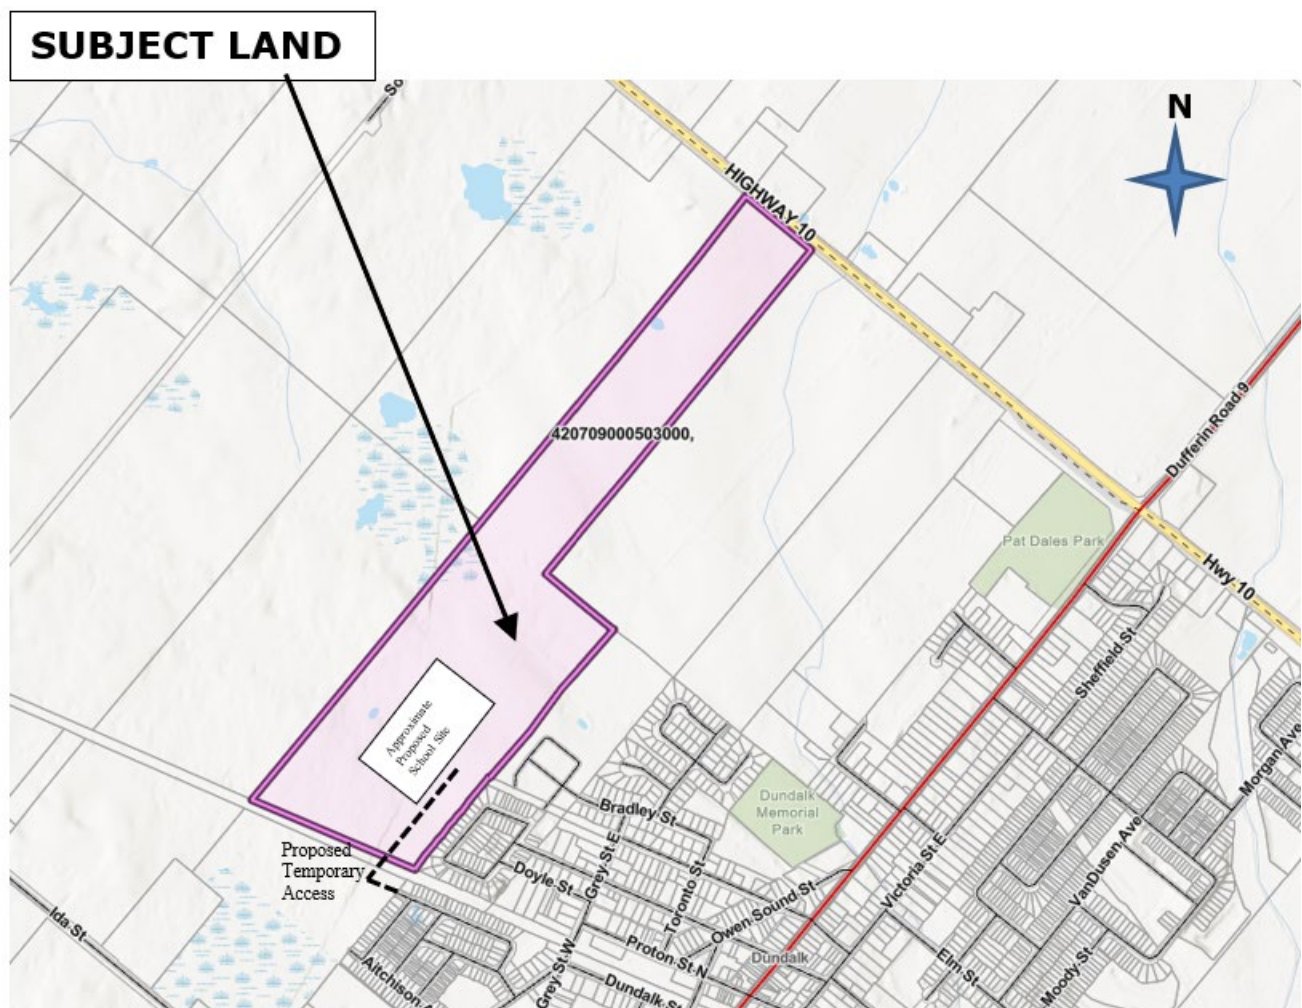 SUBJECT LAND
So
N
HIGHWAY 10
420709000503000,
Dufferin Road 9
Pat Dales Park
Hwy 10
Sheffield St
Approximate
Proposed
School Site
Morgan Ave
Dundalk
Memorial
Park
Bradley St
Proposed
Temporary
Access
Doyle St
Grey St E
Toronto St
Victoria St E
VanDusen Ave
Owen Sound St
Ida St
Proton St N
Dundalk
Elm St
Moody St
Aitchison A
Grey St W
Dundalk St